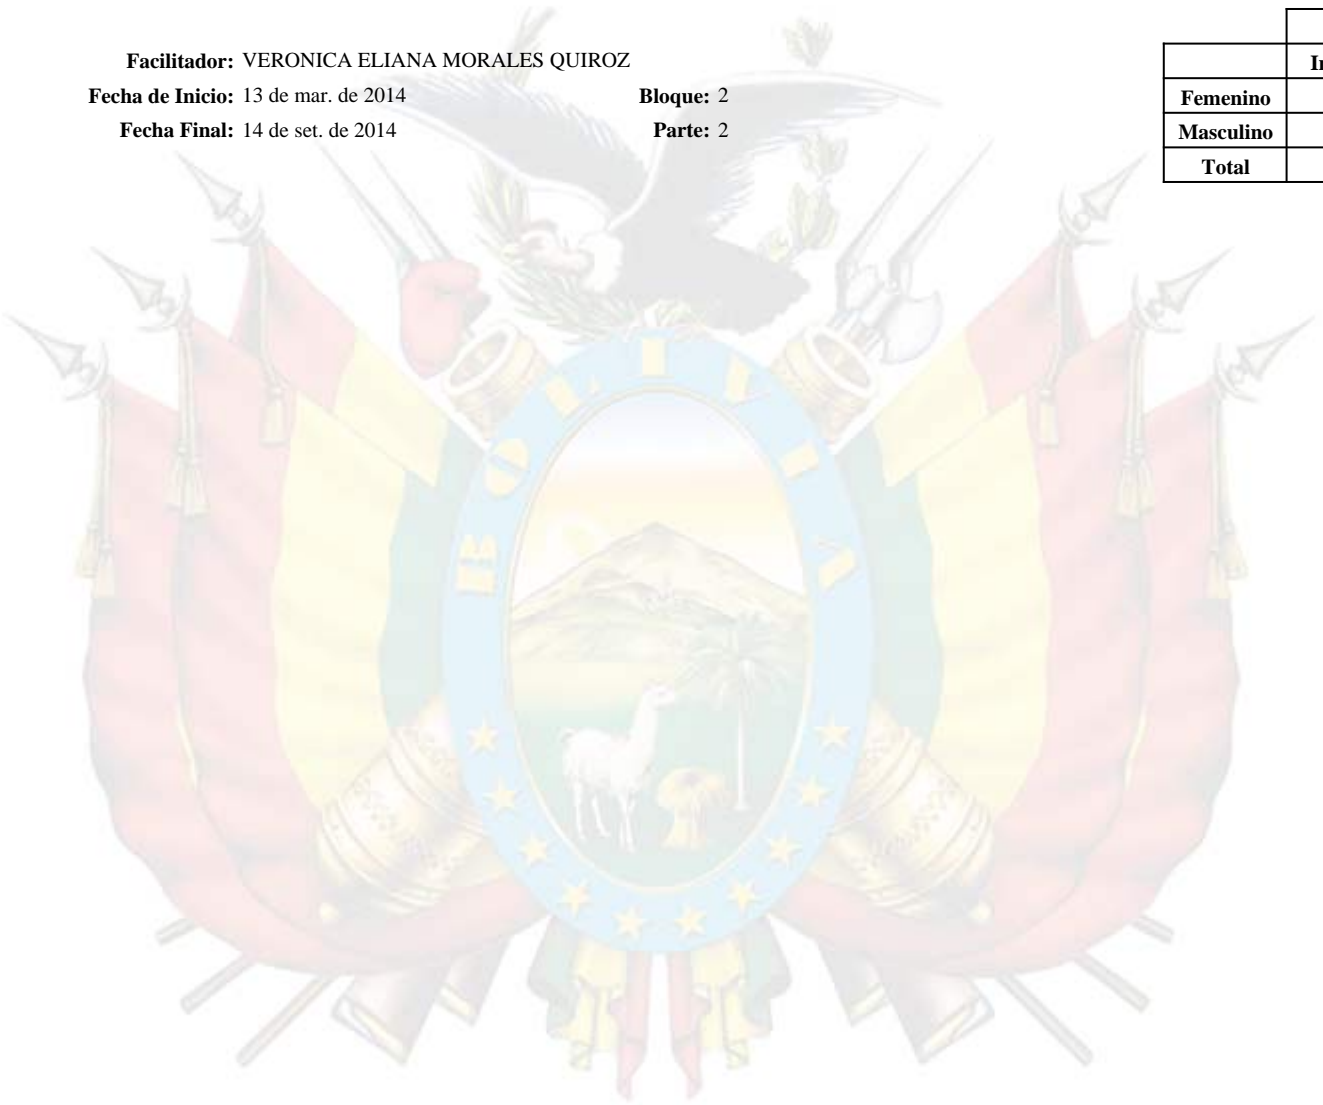 Facilitador: VERONICA ELIANA MORALES QUIROZ
Fecha de Inicio: 13 de mar. de 2014 Bloque: 2
Fecha Final: 14 de set. de 2014 Parte: 2
Femenino
Masculino
Total
BOLIVIA